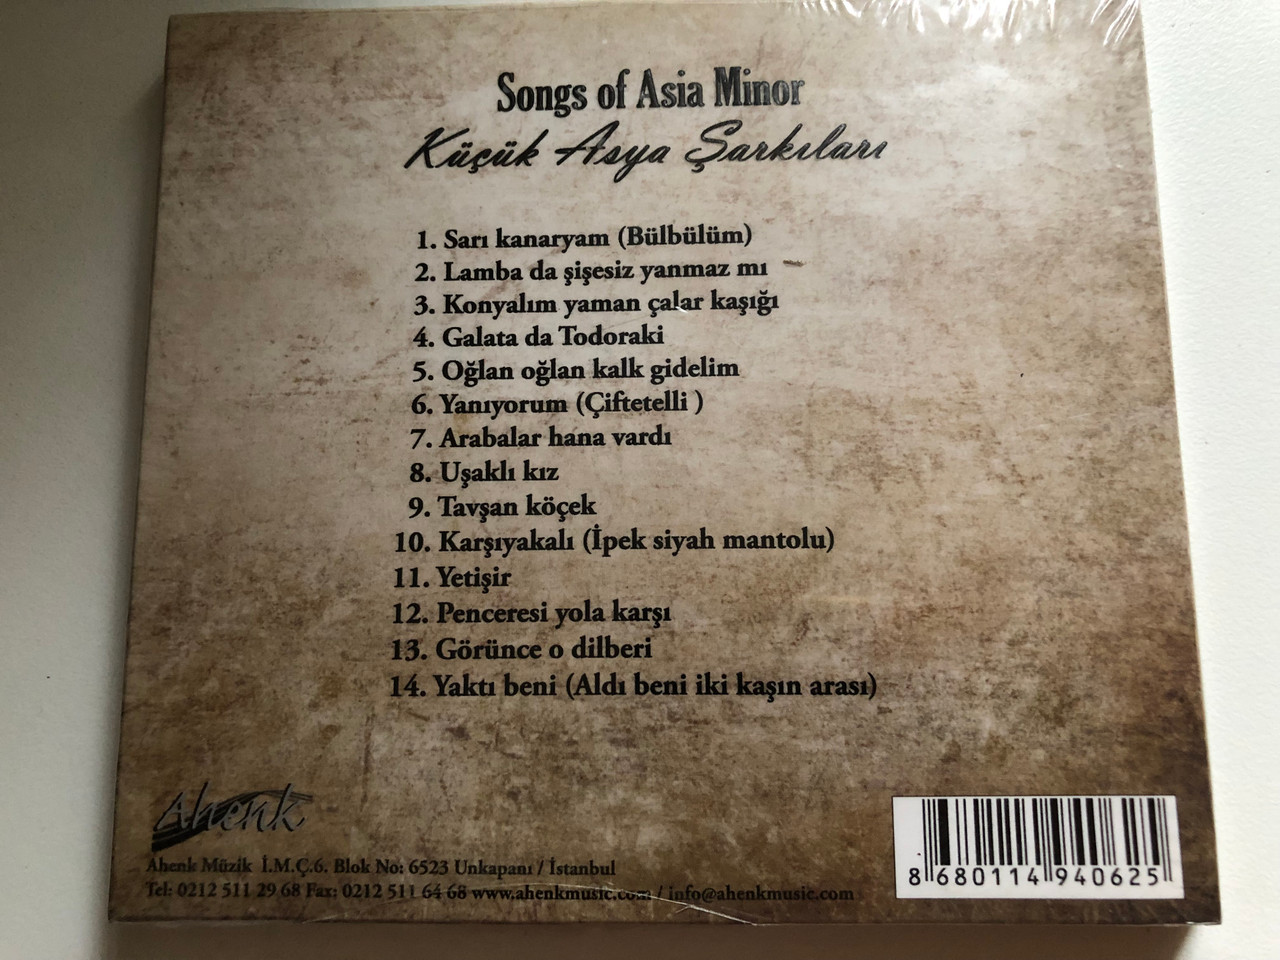 Songs of Asia Minor
Küçük Asya Şarkıları
1. Sarı kanaryam (Bülbülüm)
2. Lamba da şişesiz yanmaz mı
3. Konyalım yaman çalar kaşığı
4. Galata da Todoraki
5. Oğlan oğlan kalk gidelim
6. Yanıyorum (Çiftetelli )
7. Arabalar hana vardı
8. Uşaklı kız
9. Tavşan köçek
10. Karşıyakalı (İpek siyah mantolu)
11. Yetişir
12. Penceresi yola karşı
13. Görünce o dilberi
14. Yaktı beni (Aldı beni iki kaşın arası)
Ahenk
Ahenk Müzik İ.M.Ç.6. Blok No: 6523 Unkapanı / İstanbul
Tel: 0212 511 29 68 Fax: 0212 511 64 68 www.ahenkmusic.com / info@ahenkmusic.com
8 680114 940625